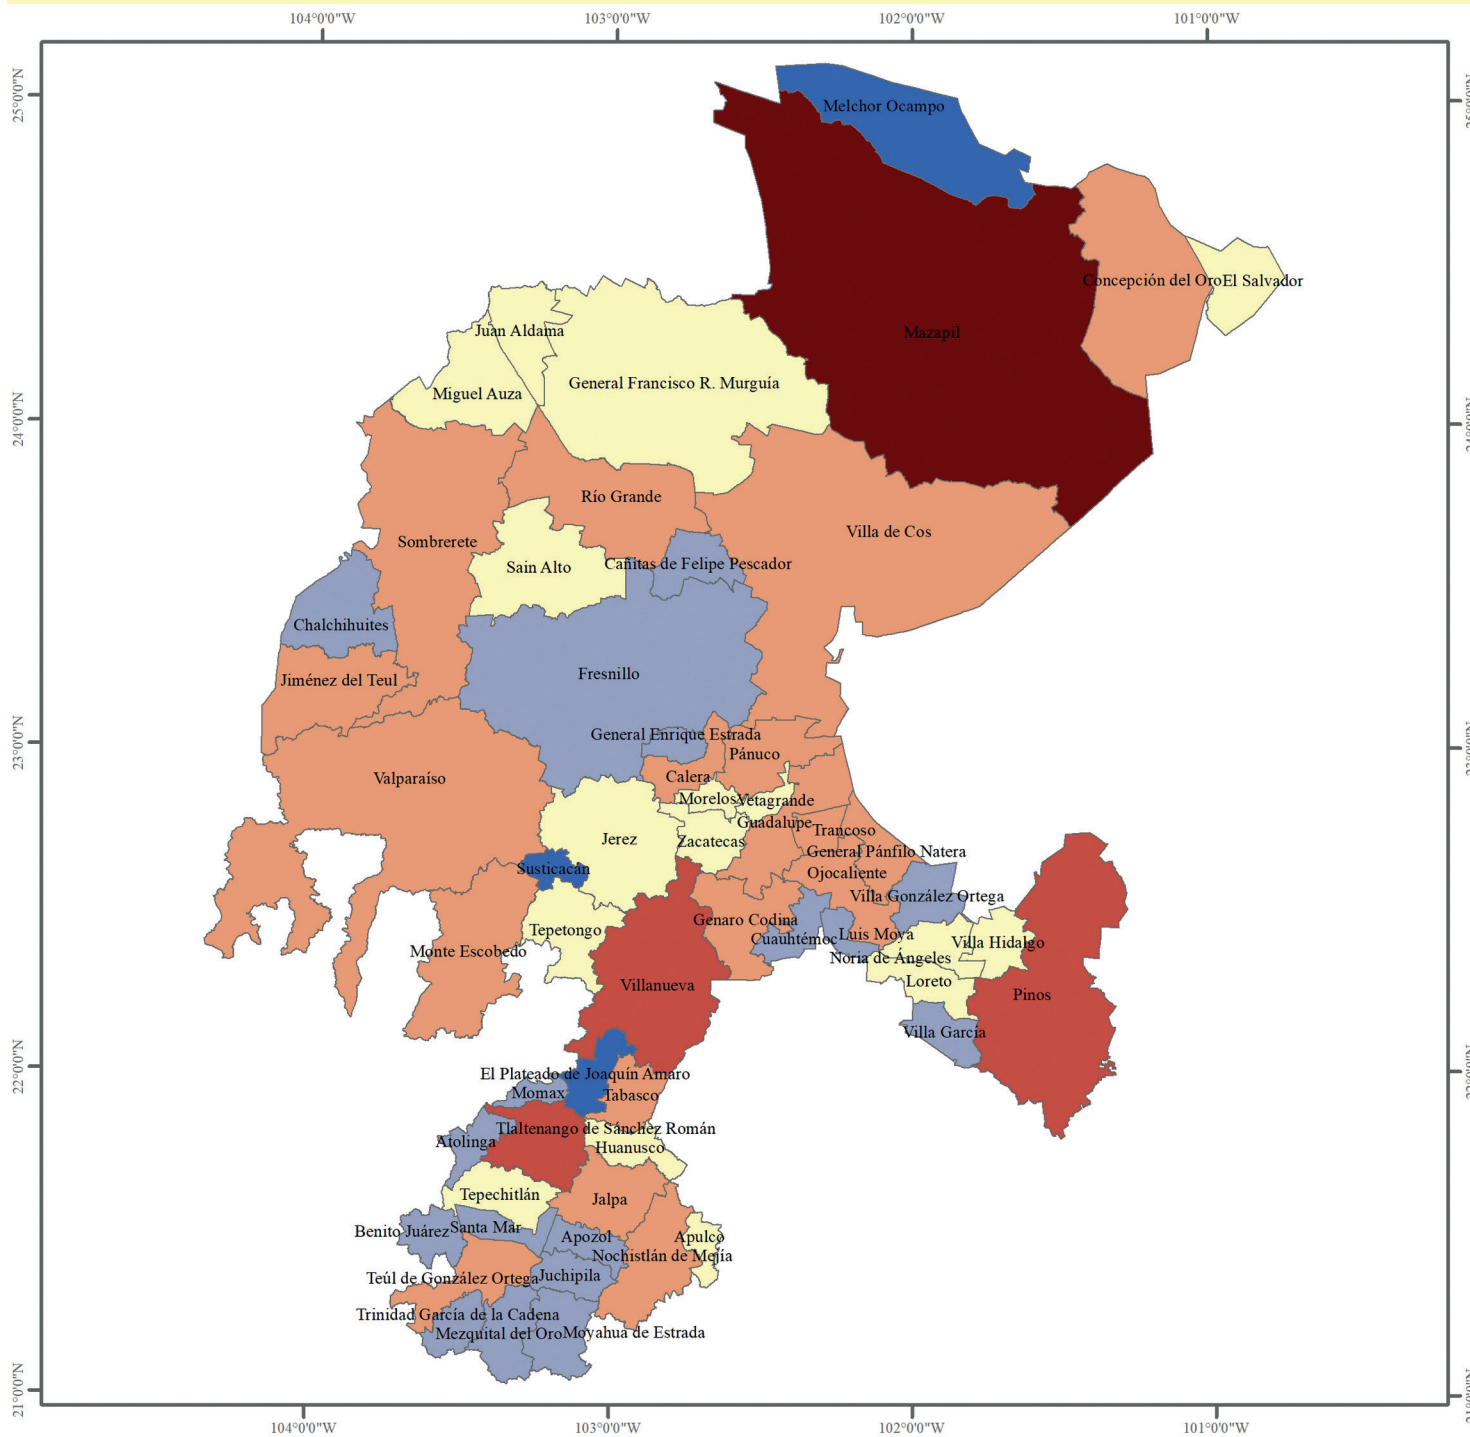 104°0'0"W
103°0'0"W
102°0'0"W
101°0'0"W
25°0'0"N
Melchor Ocampo
Concepción del Oro
El Salvador
Mazapil
Juan Aldama
General Francisco R. Murguía
Miguel Auza
24°0'0"N
Río Grande
Villa de Cos
Sombrerete
Sain Alto
Cañitas de Felipe Pescador
Chalchihuites
Fresnillo
Jiménez del Teul
23°0'0"N
General Enrique Estrada
Pánuco
Valparaíso
Calera
Morelos
Vetagrande
Guadalupe
Trancoso
Jerez
Zacatecas
General Pánfilo Natera
Susticacán
Ojocaliente
Villa González Ortega
Genaro Codina
Tepetongo
Cuauhtémoc
Luis Moya
Villa Hidalgo
Monte Escobedo
Noria de Ángeles
Loreto
Villanueva
Pinos
Villa García
22°0'0"N
El Plateado de Joaquín Amaro
Momax
Tabasco
Tlaltenango de Sánchez Román
Atolinga
Huanusco
Tepechitlán
Jalpa
Benito Juárez
Santa Mar
Apozol
Apulco
Nochistlán de Mejía
Teúl de González Ortega
Juchipila
Trinidad García de la Cadena
Mezquital del Oro
Moyahua de Estrada
21°0'0"N
104°0'0"W
103°0'0"W
102°0'0"W
101°0'0"W